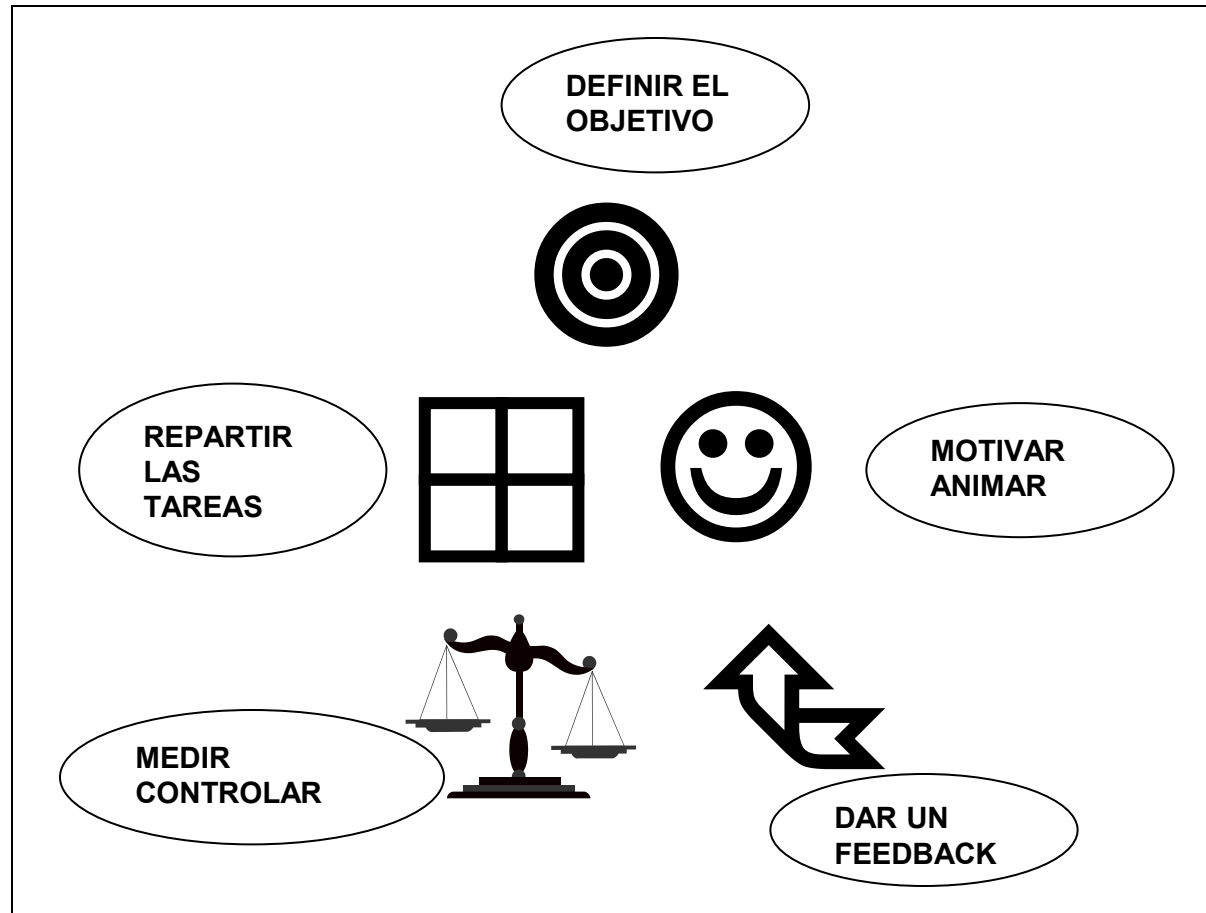 DEFINIR EL
OBJETIVO
REPARTIR
LAS
TAREAS
MOTIVAR
ANIMAR
MEDIR
CONTROLAR
DAR UN
FEEDBACK